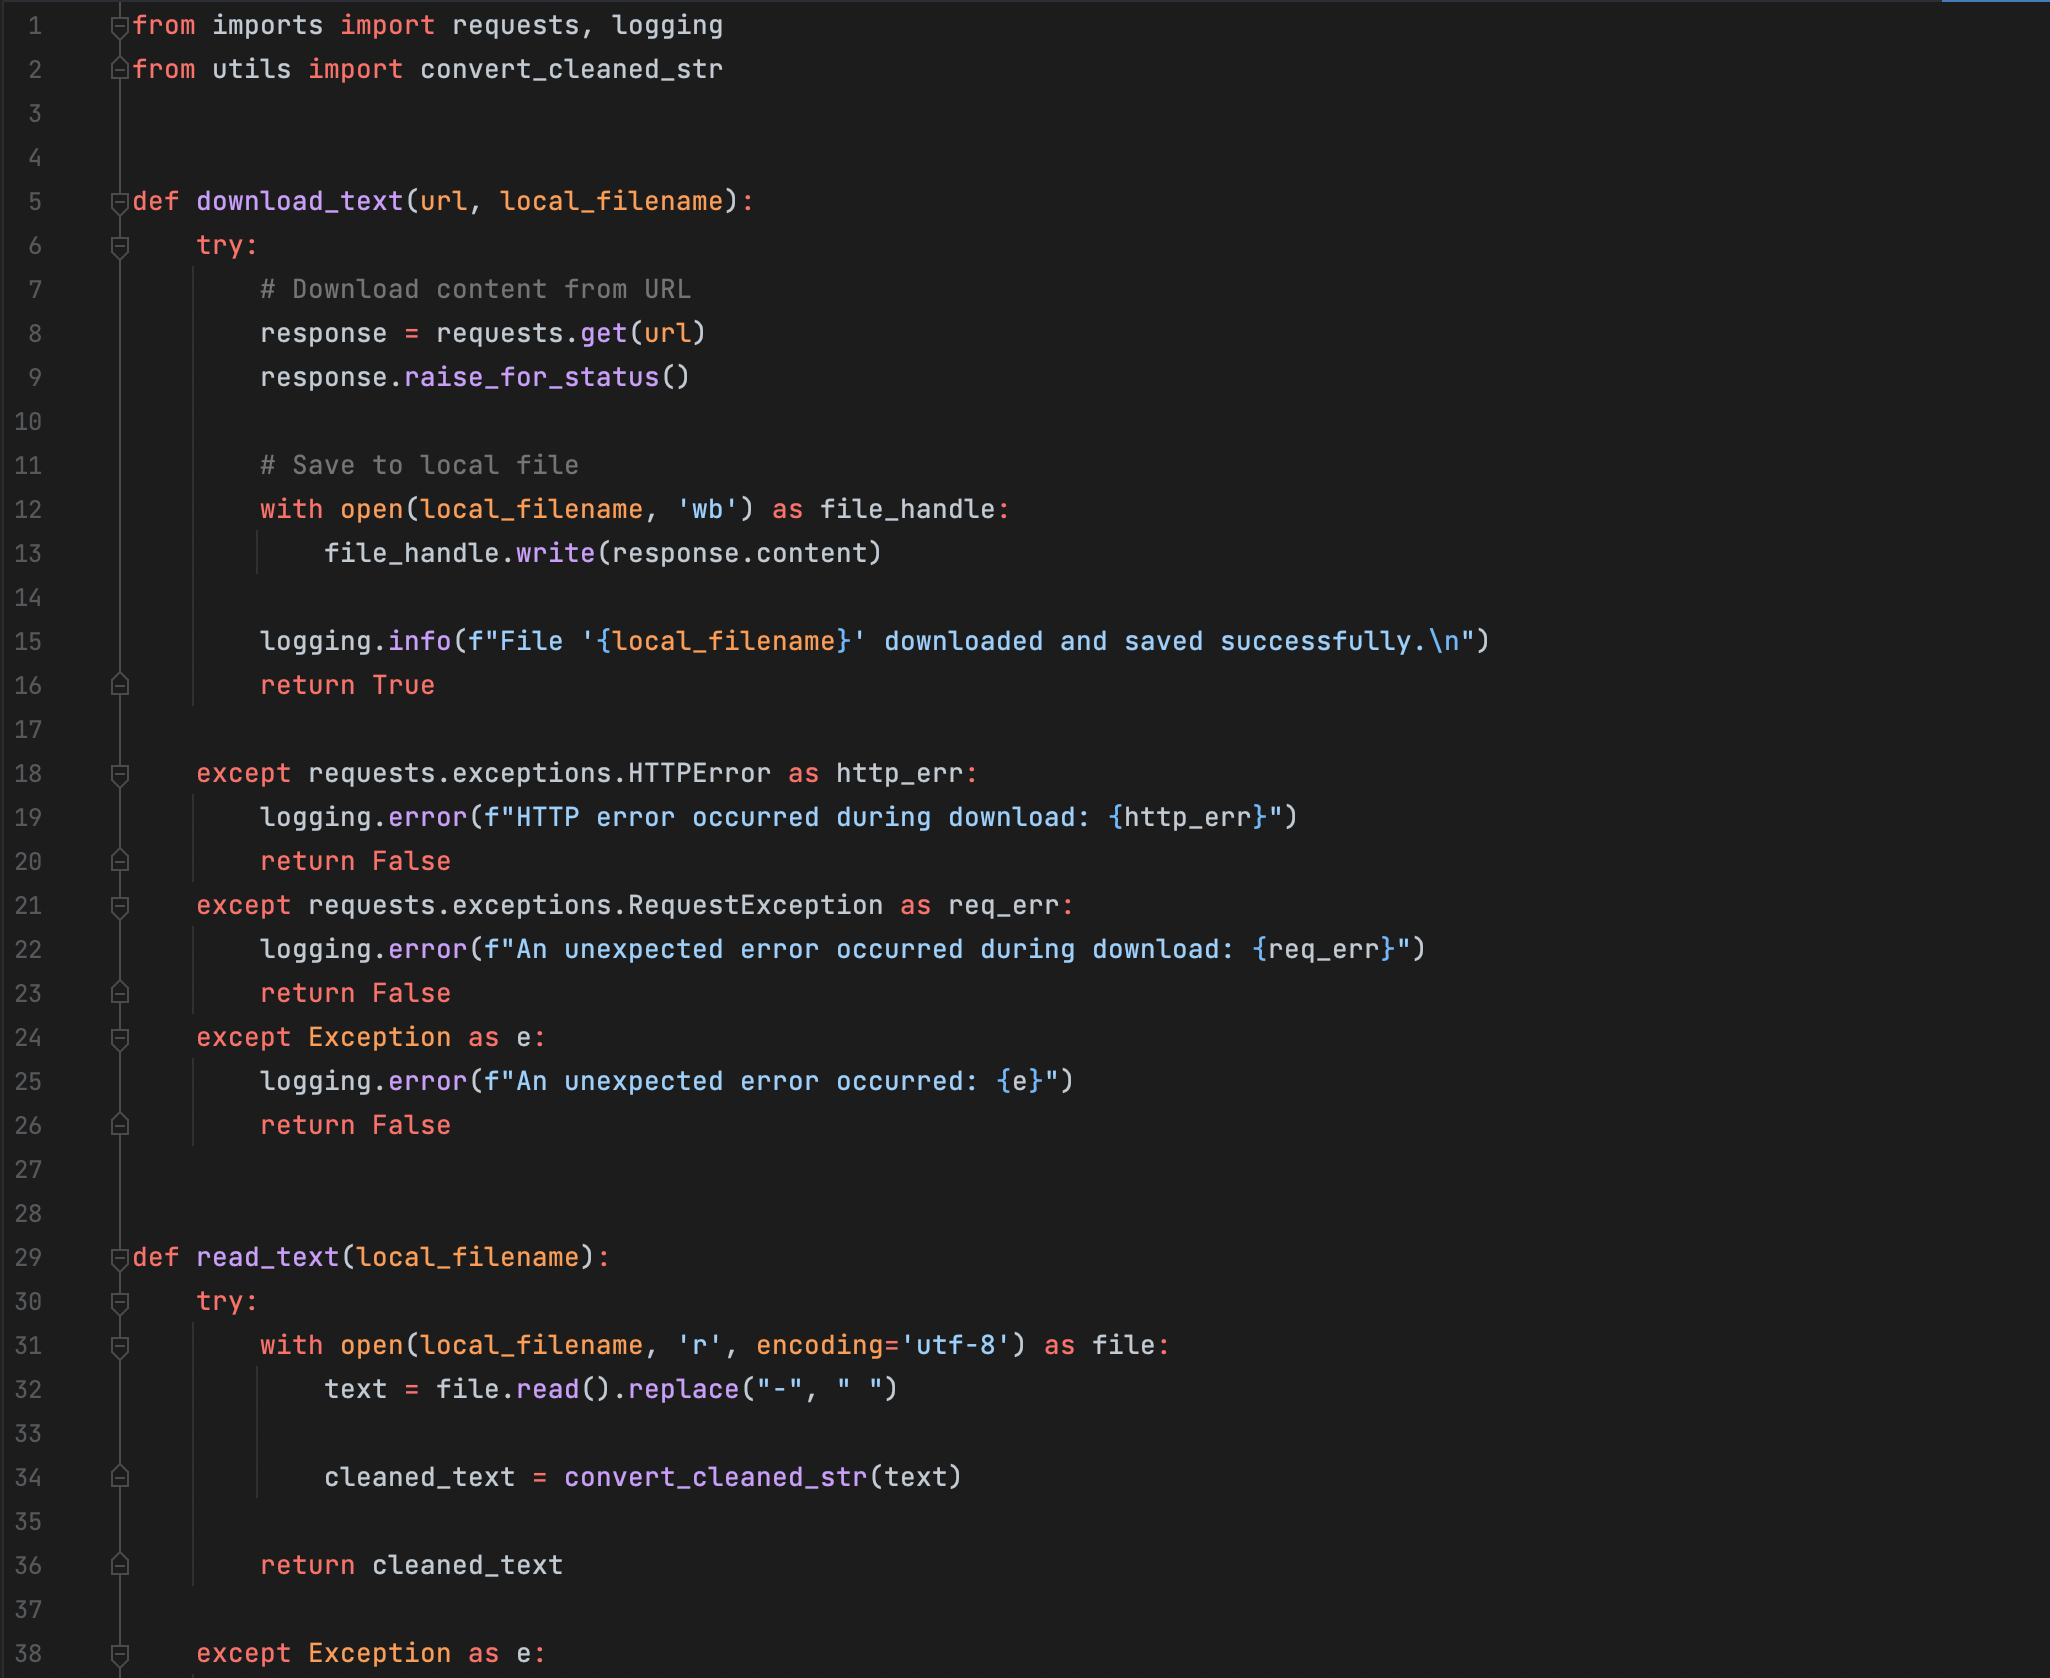 1 from imports import requests, logging
2 from utils import convert_cleaned_str
3
4
5 def download_text(url, local_filename):
6     try:
7         # Download content from URL
8         response = requests.get(url)
9         response.raise_for_status()
10
11         # Save to local file
12         with open(local_filename, 'wb') as file_handle:
13             file_handle.write(response.content)
14
15         logging.info(f"File '{local_filename}' downloaded and saved successfully.\n")
16         return True
17
18     except requests.exceptions.HTTPError as http_err:
19         logging.error(f"HTTP error occurred during download: {http_err}")
20         return False
21     except requests.exceptions.RequestException as req_err:
22         logging.error(f"An unexpected error occurred during download: {req_err}")
23         return False
24     except Exception as e:
25         logging.error(f"An unexpected error occurred: {e}")
26         return False
27
28
29 def read_text(local_filename):
30     try:
31         with open(local_filename, 'r', encoding='utf-8') as file:
32             text = file.read().replace("-", " ")
33
34             cleaned_text = convert_cleaned_str(text)
35
36         return cleaned_text
37
38     except Exception as e: